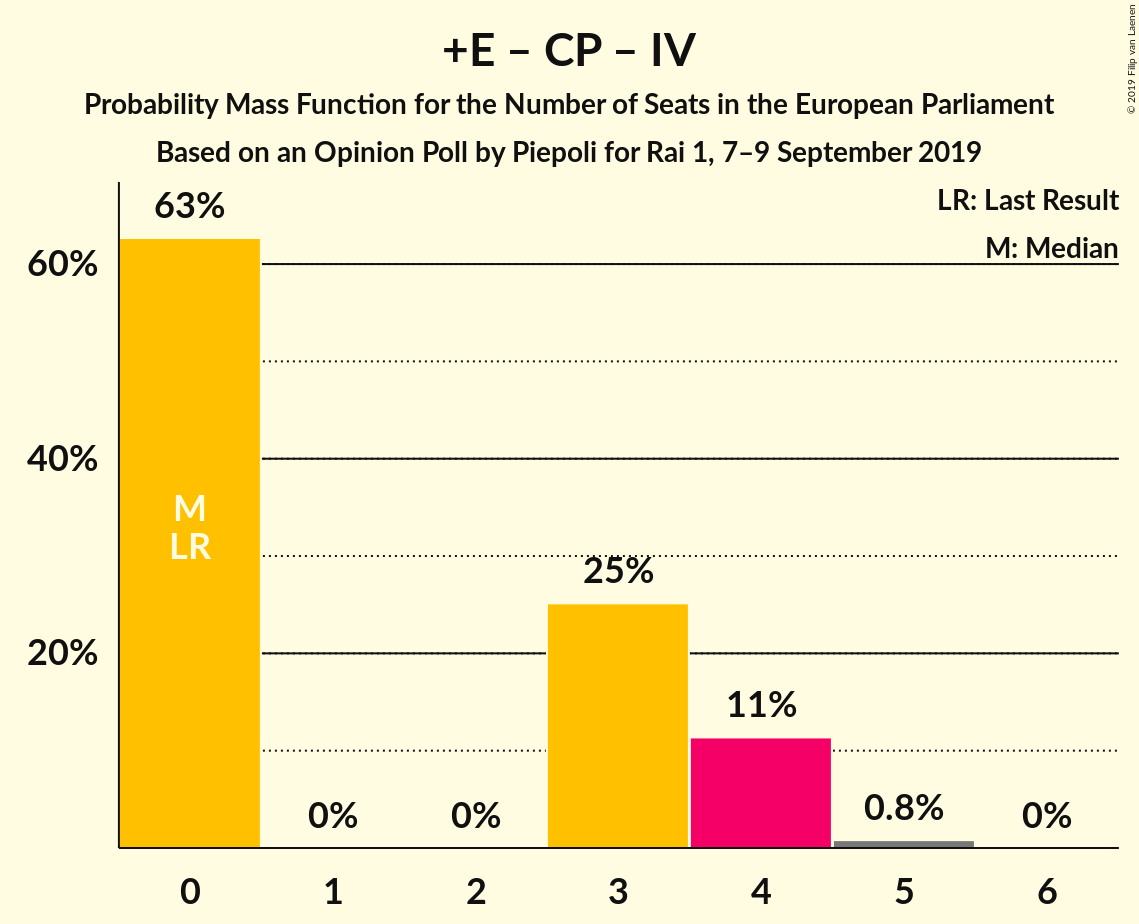 +E – CP – IV
Probability Mass Function for the Number of Seats in the European Parliament
Based on an Opinion Poll by Piepoli for Rai 1, 7–9 September 2019
© 2019 Filip van Laenen
LR: Last Result
M: Median
63%
60%
40%
20%
M
LR
0%
0%
25%
11%
0.8%
0%
0 1 2 3 4 5 6